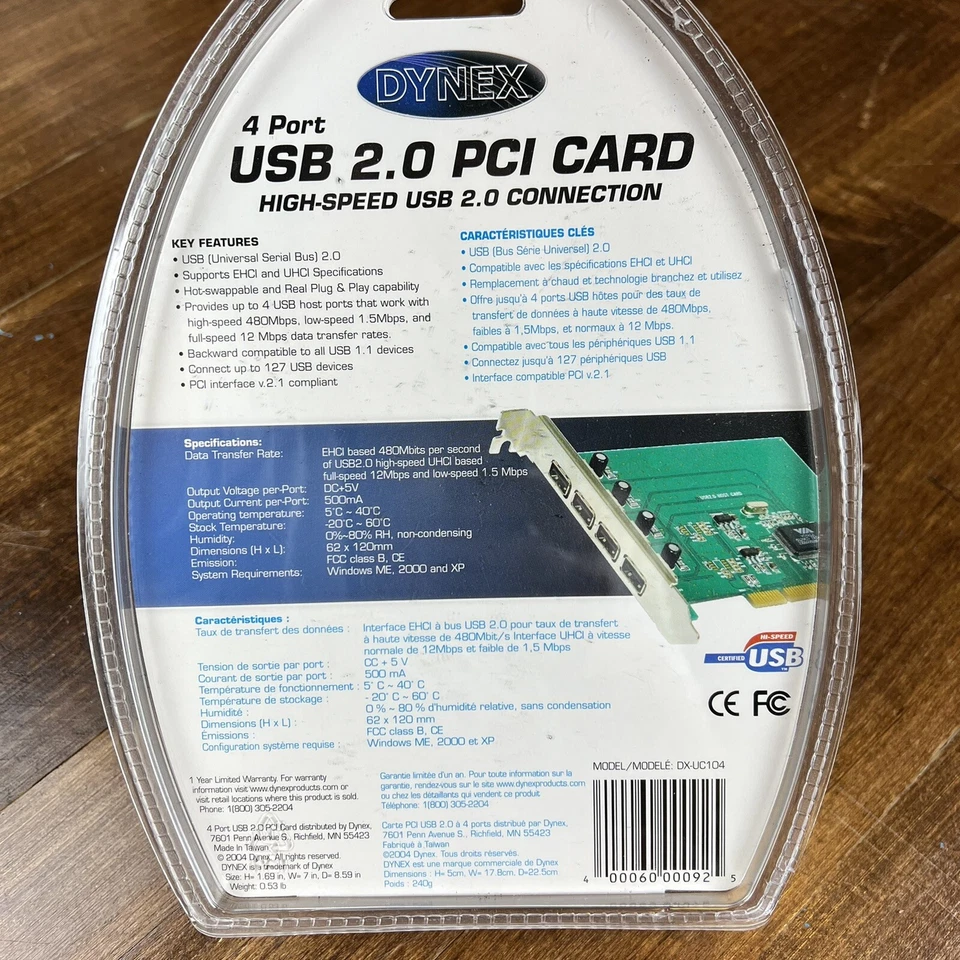 DYNEX
4 Port
USB 2.0 PCI CARD
HIGH-SPEED USB 2.0 CONNECTION
KEY FEATURES
• USB (Universal Serial Bus) 2.0
• Supports EHCI and UHCI Specifications
• Hot-swappable and Real Plug & Play capability
• Provides up to 4 USB host ports that work with
high-speed 480Mbps, low-speed 1.5Mbps, and
full-speed 12 Mbps data transfer rates.
• Backward compatible to all USB 1.1 devices
• Connect up to 127 USB devices
• PCI interface v.2.1 compliant
CARACTÉRISTIQUES CLÉS
• USB (Bus Série Universel) 2.0
• Compatible avec les spécifications EHCI et UHCI
• Remplacement à chaud et technologie branchez et utilisez
• Offre jusqu'à 4 ports USB hôtes pour des taux de
transfert de données à haute vitesse de 480Mbps,
faibles à 1,5Mbps, et normaux à 12 Mbps.
• Compatible avec tous les périphériques USB 1.1
• Connectez jusqu'à 127 périphériques USB
• Interface compatible PCI v.2.1
Specifications:
Data Transfer Rate: EHCI based 480Mbits per second
of USB2.0 high-speed UHCI based
full-speed 12Mbps and low-speed 1.5 Mbps
Output Voltage per-Port: DC+5V
Output Current per-Port: 500mA
Operating temperature: 5°C ~ 40°C
Stock Temperature: -20°C ~ 60°C
Humidity: 0%~80% RH, non-condensing
Dimensions (H x L): 62 x 120mm
Emission: FCC class B, CE
System Requirements: Windows ME, 2000 and XP
VIA
Caractéristiques :
Taux de transfert des données : Interface EHCI à bus USB 2.0 pour taux de transfert
à haute vitesse de 480Mbit/s Interface UHCI à vitesse
normale de 12Mbps et faible de 1,5 Mbps
Tension de sortie par port : CC + 5 V
Courant de sortie par port : 500 mA
Température de fonctionnement : 5° C ~ 40° C
Température de stockage : - 20° C ~ 60° C
Humidité : 0 % ~ 80 % d'humidité relative, sans condensation
Dimensions (H x L) : 62 x 120 mm
Émissions : FCC class B, CE
Configuration système requise : Windows ME, 2000 et XP
HI-SPEED
CERTIFIED USB
TM
CE FC
1 Year Limited Warranty. For warranty
information visit www.dynexproducts.com or
visit retail locations where this product is sold.
Phone: 1(800) 305-2204
4 Port USB 2.0 PCI Card distributed by Dynex,
7601 Penn Avenue S., Richfield, MN 55423
Made In Taiwan
© 2004 Dynex. All rights reserved.
DYNEX is a trademark of Dynex
Size: H= 1.69 in, W= 7 in, D= 8.59 in
Weight: 0.53 lb
Garantie limitée d'un an. Pour toute information sur la
garantie, rendez-vous sur le site www.dynexproducts.com
ou chez les détaillants qui vendent ce produit
Téléphone: 1(800) 305-2204
Carte PCI USB 2.0 à 4 ports distribué par Dynex,
7601 Penn Avenue S., Richfield, MN 55423
Fabriqué à Taiwan
©2004 Dynex. Tous droits réservés.
DYNEX est une marque commerciale de Dynex
Dimensions : H= 5cm, W= 17.8cm, D=22.5cm
Poids : 240g
MODEL/MODELÉ: DX-UC104
4 00060 00092 5